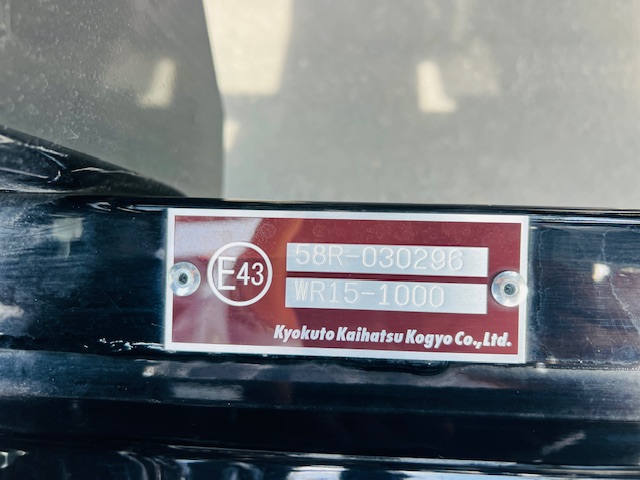 E43
58R-030296
WR15-1000
Kyokuto Kaihatsu Kogyo Co.,Ltd.